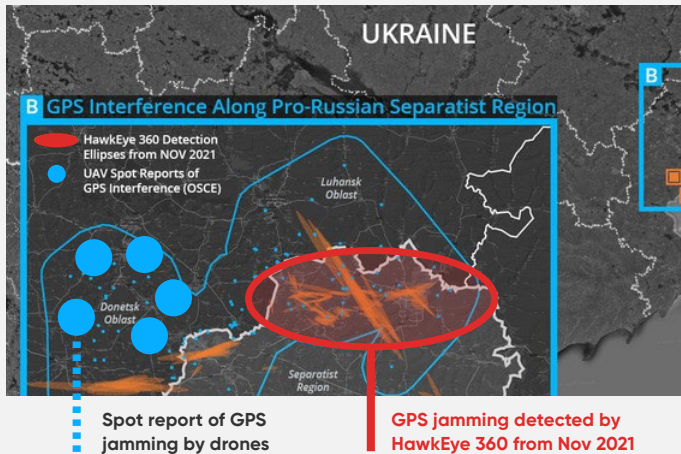 UKRAINE
B
B GPS Interference Along Pro-Russian Separatist Region
HawkEye 360 Detection
Ellipses from NOV 2021
UAV Spot Reports of
GPS Interference (OSCE)
Luhansk
Oblast
Donetsk
Oblast
Separatist
Region
Spot report of GPS
jamming by drones
GPS jamming detected by
HawkEye 360 from Nov 2021